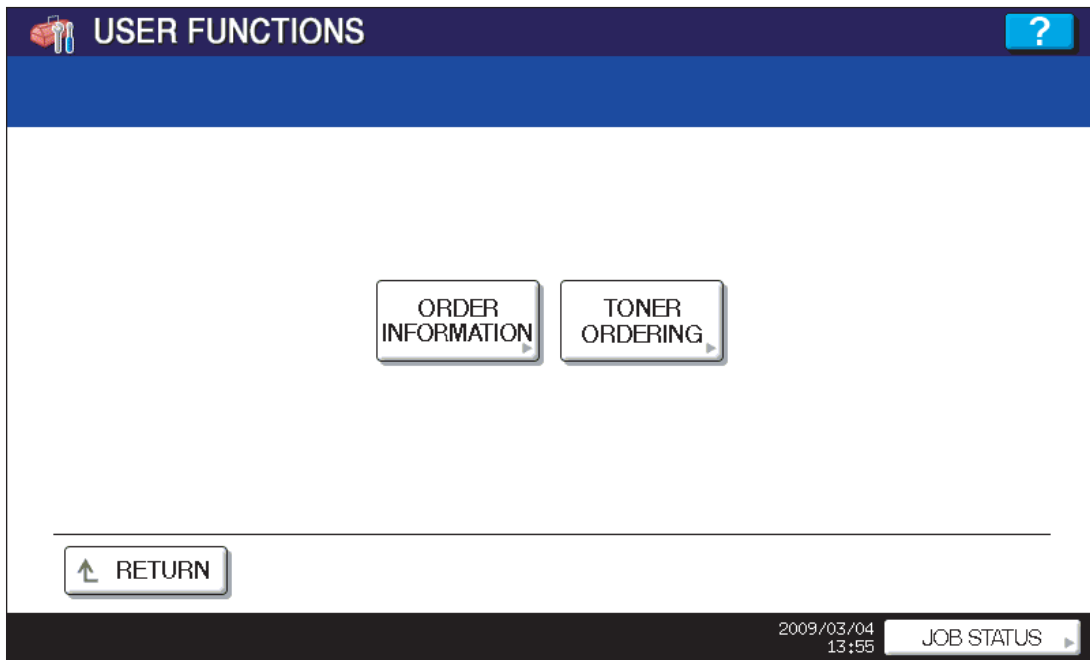 USER FUNCTIONS
?
ORDER
INFORMATION
TONER
ORDERING
RETURN
2009/03/04
13:55
JOB STATUS